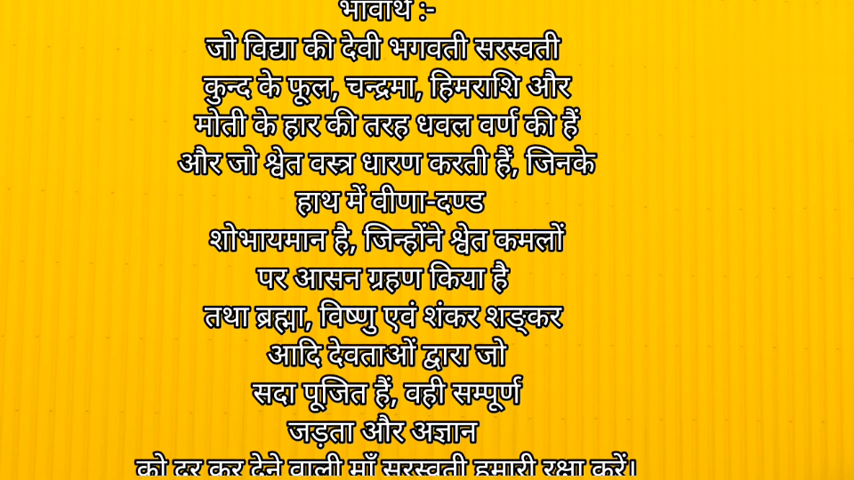 भावार्थ :-
जो विद्या की देवी भगवती सरस्वती
कुन्द के फूल, चन्द्रमा, हिमराशि और
मोती के हार की तरह धवल वर्ण की हैं
और जो श्वेत वस्त्र धारण करती हैं, जिनके
हाथ में वीणा-दण्ड
शोभायमान है, जिन्होंने श्वेत कमलों
पर आसन ग्रहण किया है
तथा ब्रह्मा, विष्णु एवं शंकर शङ्कर
आदि देवताओं द्वारा जो
सदा पूजित हैं, वही सम्पूर्ण
जड़ता और अज्ञान
को दूर कर देने वाली माँ सरस्वती हमारी रक्षा करें।